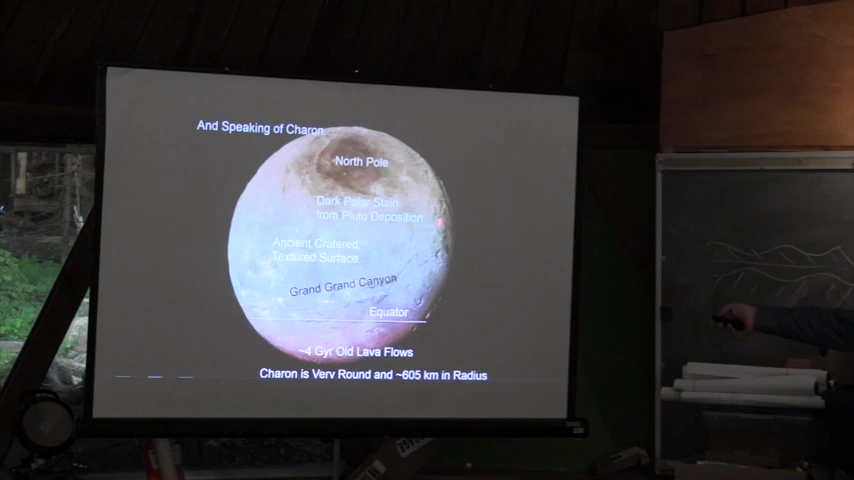 And Speaking of Charon....
North Pole
Dark Polar Stain
from Pluto Deposition
Ancient Cratered,
Textured Surface
Grand Grand Canyon
Equator
~4 Gyr Old Lava Flows
Charon is Very Round and ~605 km in Radius